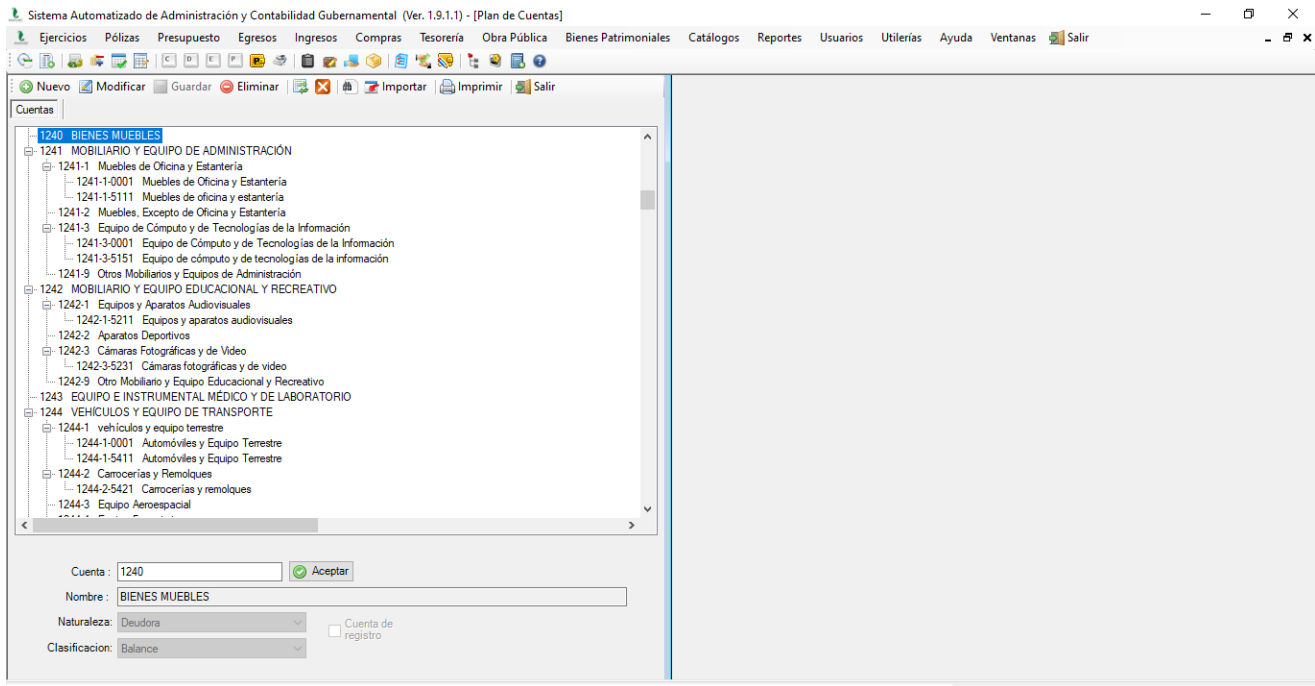 Sistema Automatizado de Administración y Contabilidad Gubernamental (Ver. 1.9.1.1) - [Plan de Cuentas]
Ejercicios Pólizas Presupuesto Egresos Ingresos Compras Tesorería Obra Pública Bienes Patrimoniales Catálogos Reportes Usuarios Utilerías Ayuda Ventanas Salir
Nuevo Modificar Guardar Eliminar Importar Imprimir Salir
Cuentas
1240 BIENES MUEBLES
1241 MOBILIARIO Y EQUIPO DE ADMINISTRACIÓN
1241-1 Muebles de Oficina y Estantería
1241-1-0001 Muebles de Oficina y Estantería
1241-1-5111 Muebles de oficina y estantería
1241-2 Muebles, Excepto de Oficina y Estantería
1241-3 Equipo de Cómputo y de Tecnologías de la Información
1241-3-0001 Equipo de Cómputo y de Tecnologías de la Información
1241-3-5151 Equipo de cómputo y de tecnologías de la información
1241-9 Otros Mobiliarios y Equipos de Administración
1242 MOBILIARIO Y EQUIPO EDUCACIONAL Y RECREATIVO
1242-1 Equipos y Aparatos Audiovisuales
1242-1-5211 Equipos y aparatos audiovisuales
1242-2 Aparatos Deportivos
1242-3 Cámaras Fotográficas y de Video
1242-3-5231 Cámaras fotográficas y de video
1242-9 Otro Mobiliario y Equipo Educacional y Recreativo
1243 EQUIPO E INSTRUMENTAL MÉDICO Y DE LABORATORIO
1244 VEHÍCULOS Y EQUIPO DE TRANSPORTE
1244-1 vehículos y equipo terrestre
1244-1-0001 Automóviles y Equipo Terrestre
1244-1-5411 Automóviles y Equipo Terrestre
1244-2 Carrocerías y Remolques
1244-2-5421 Carrocerías y remolques
1244-3 Equipo Aeroespacial
Cuenta : 1240 Aceptar
Nombre : BIENES MUEBLES
Naturaleza: Deudora Cuenta de
registro
Clasificacion: Balance